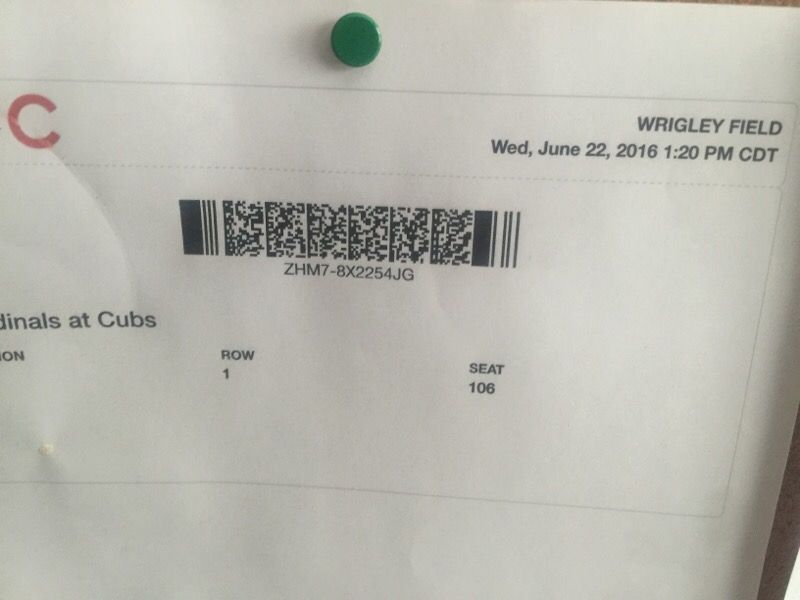 C
WRIGLEY FIELD
Wed, June 22, 2016 1:20 PM CDT
ZHM7-8X2254JG
dinals at Cubs
ION
ROW
1
SEAT
106